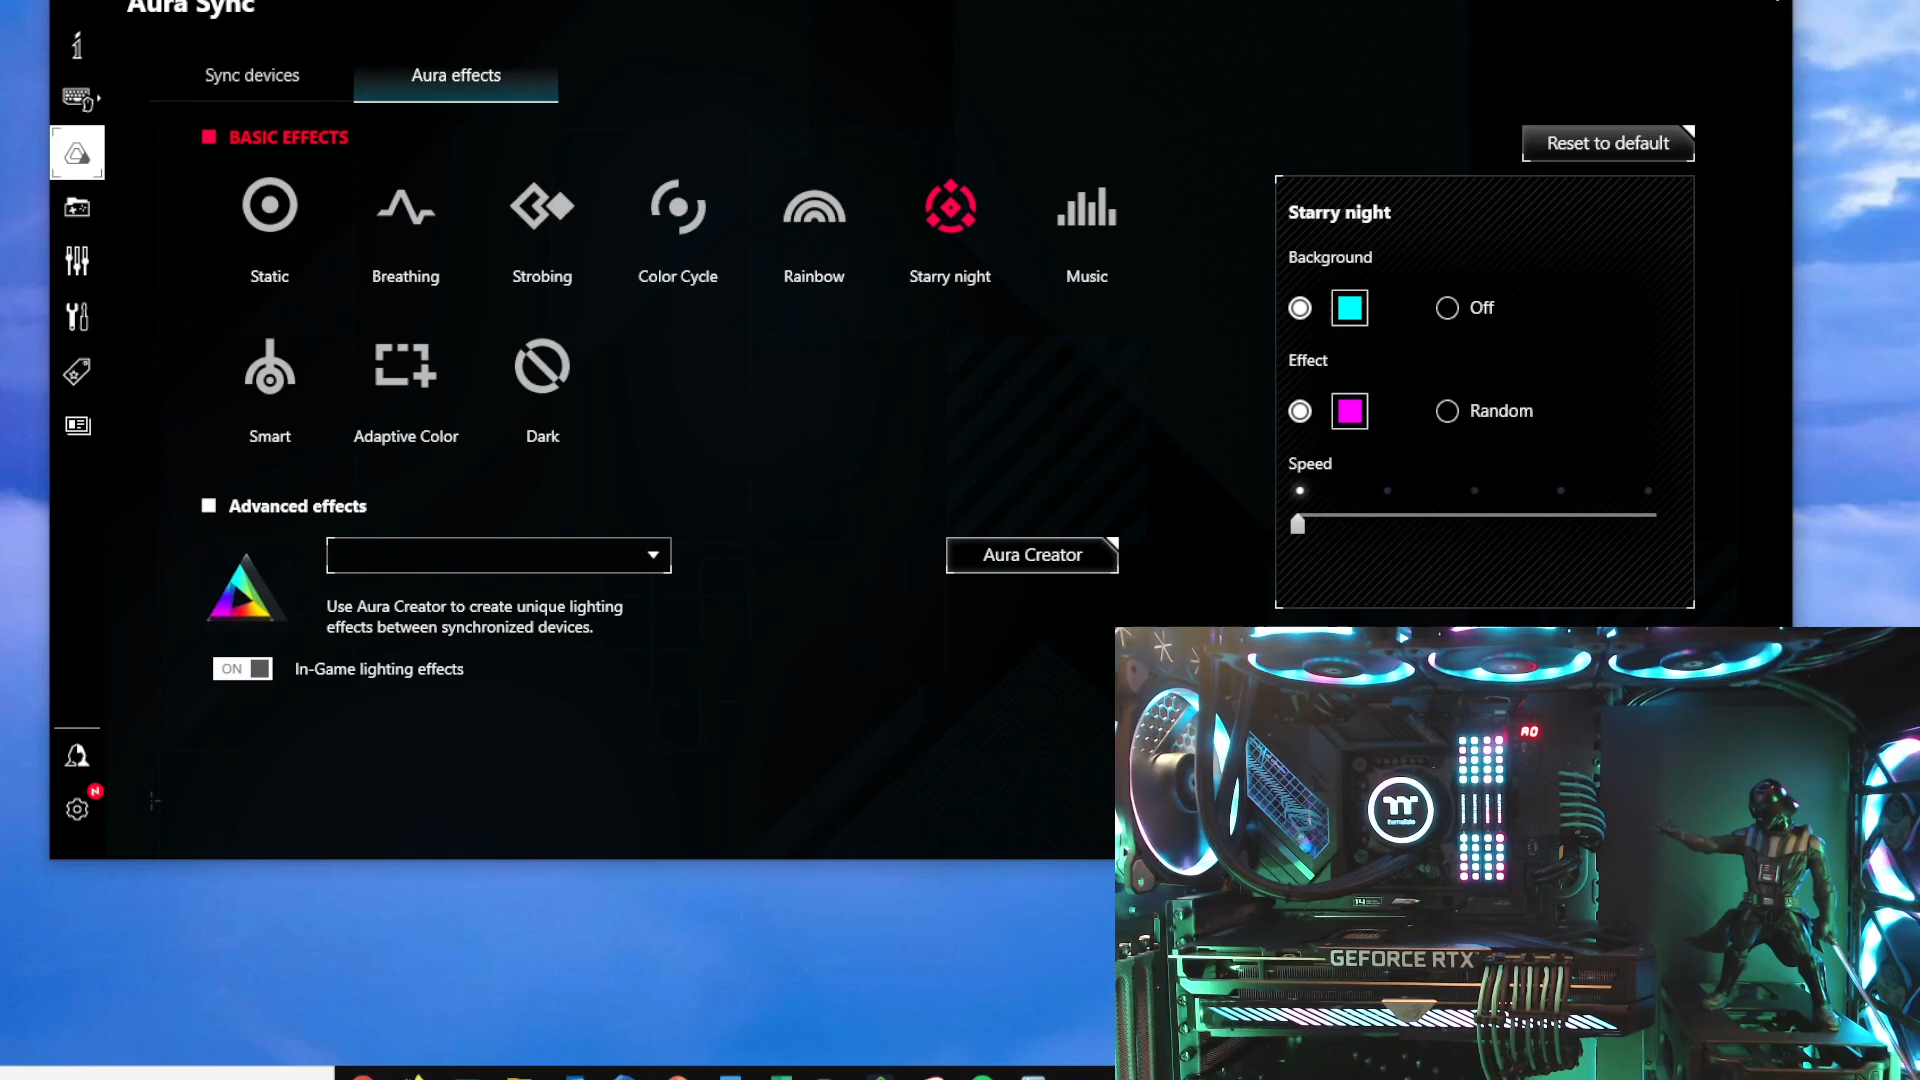 Aura Sync
Sync devices
Aura effects
BASIC EFFECTS
Reset to default
Static
Breathing
Strobing
Color Cycle
Rainbow
Starry night
Music
Smart
Adaptive Color
Dark
Starry night
Background
Off
Effect
Random
Speed
Advanced effects
Aura Creator
Use Aura Creator to create unique lighting
effects between synchronized devices.
ON
In-Game lighting effects
N
A0
thermaltake
GEFORCE RTX